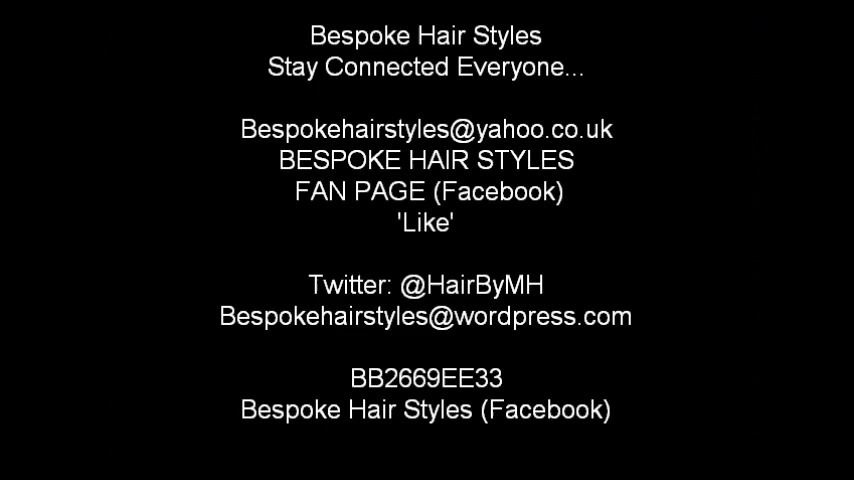 Bespoke Hair Styles
Stay Connected Everyone...
Bespokehairstyles@yahoo.co.uk
BESPOKE HAIR STYLES
FAN PAGE (Facebook)
'Like'
Twitter: @HairByMH
Bespokehairstyles@wordpress.com
BB2669EE33
Bespoke Hair Styles (Facebook)